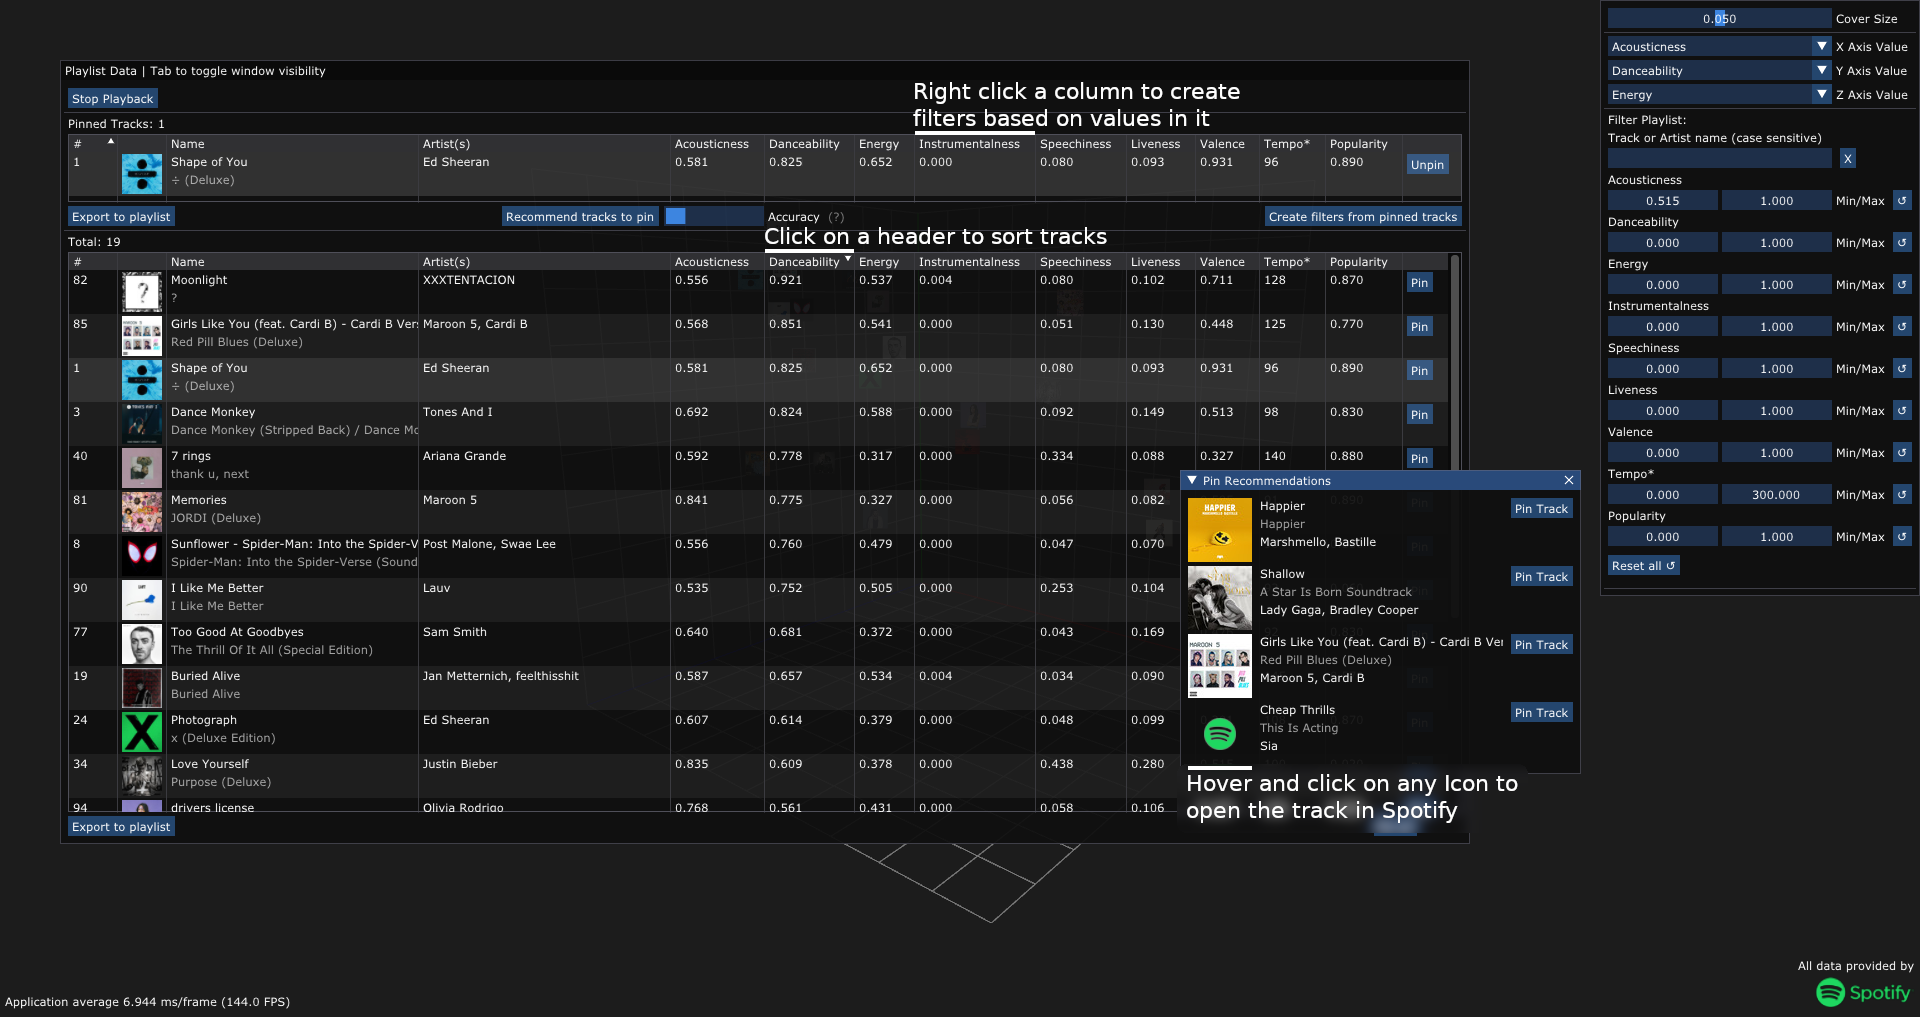 0.050 Cover Size
Acousticness X Axis Value
Danceability Y Axis Value
Energy Z Axis Value
Filter Playlist:
Track or Artist name (case sensitive)
X
Acousticness
0.515 1.000 Min/Max ↺
Danceability
0.000 1.000 Min/Max ↺
Energy
0.000 1.000 Min/Max ↺
Instrumentalness
0.000 1.000 Min/Max ↺
Speechiness
0.000 1.000 Min/Max ↺
Liveness
0.000 1.000 Min/Max ↺
Valence
0.000 1.000 Min/Max ↺
Tempo*
0.000 300.000 Min/Max ↺
Popularity
0.000 1.000 Min/Max ↺
Reset all ↺
Playlist Data | Tab to toggle window visibility
Stop Playback
Right click a column to create
filters based on values in it
Pinned Tracks: 1
# Name Artist(s) Acousticness Danceability Energy Instrumentalness Speechiness Liveness Valence Tempo* Popularity
1 Shape of You Ed Sheeran 0.581 0.825 0.652 0.000 0.080 0.093 0.931 96 0.890 Unpin
÷ (Deluxe)
Export to playlist Recommend tracks to pin Accuracy (?) Create filters from pinned tracks
Click on a header to sort tracks
Total: 19
# Name Artist(s) Acousticness Danceability Energy Instrumentalness Speechiness Liveness Valence Tempo* Popularity
82 Moonlight XXXTENTACION 0.556 0.921 0.537 0.004 0.080 0.102 0.711 128 0.870 Pin
?
85 Girls Like You (feat. Cardi B) - Cardi B Ver Maroon 5, Cardi B 0.568 0.851 0.541 0.000 0.051 0.130 0.448 125 0.770 Pin
Red Pill Blues (Deluxe)
1 Shape of You Ed Sheeran 0.581 0.825 0.652 0.000 0.080 0.093 0.931 96 0.890 Pin
÷ (Deluxe)
3 Dance Monkey Tones And I 0.692 0.824 0.588 0.000 0.092 0.149 0.513 98 0.830 Pin
Dance Monkey (Stripped Back) / Dance Mo
40 7 rings Ariana Grande 0.592 0.778 0.317 0.000 0.334 0.088 0.327 140 0.880 Pin
thank u, next
81 Memories Maroon 5 0.841 0.775 0.327 0.000 0.056 0.082
JORDI (Deluxe)
8 Sunflower - Spider-Man: Into the Spider-V Post Malone, Swae Lee 0.556 0.760 0.479 0.000 0.047 0.070
Spider-Man: Into the Spider-Verse (Sound
90 I Like Me Better Lauv 0.535 0.752 0.505 0.000 0.253 0.104
I Like Me Better
77 Too Good At Goodbyes Sam Smith 0.640 0.681 0.372 0.000 0.043 0.169
The Thrill Of It All (Special Edition)
19 Buried Alive Jan Metternich, feelthisshit 0.587 0.657 0.534 0.004 0.034 0.090
Buried Alive
24 Photograph Ed Sheeran 0.607 0.614 0.379 0.000 0.048 0.099
x (Deluxe Edition)
34 Love Yourself Justin Bieber 0.835 0.609 0.378 0.000 0.438 0.280
Purpose (Deluxe)
94 drivers license Olivia Rodrigo 0.768 0.561 0.431 0.000 0.058 0.106
Export to playlist
Pin Recommendations
HAPPIER
Happier Pin Track
Happier
Marshmello, Bastille
Shallow Pin Track
A Star Is Born Soundtrack
Lady Gaga, Bradley Cooper
MAROON 5
Girls Like You (feat. Cardi B) - Cardi B Ver Pin Track
Red Pill Blues (Deluxe)
Maroon 5, Cardi B
Cheap Thrills Pin Track
This Is Acting
Sia
Hover and click on any Icon to
open the track in Spotify
All data provided by
Spotify
Application average 6.944 ms/frame (144.0 FPS)